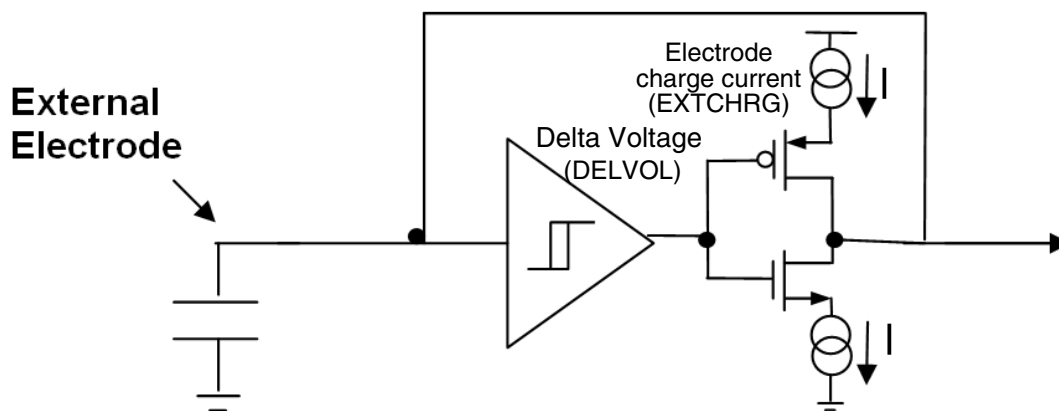 Electrode
charge current
(EXTCHRG)
I
External
Electrode
Delta Voltage
(DELVOL)
I